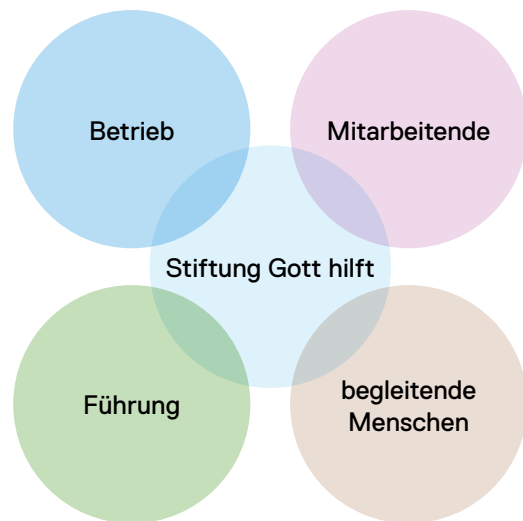 Betrieb
Mitarbeitende
Stiftung Gott hilft
Führung
begleitende
Menschen